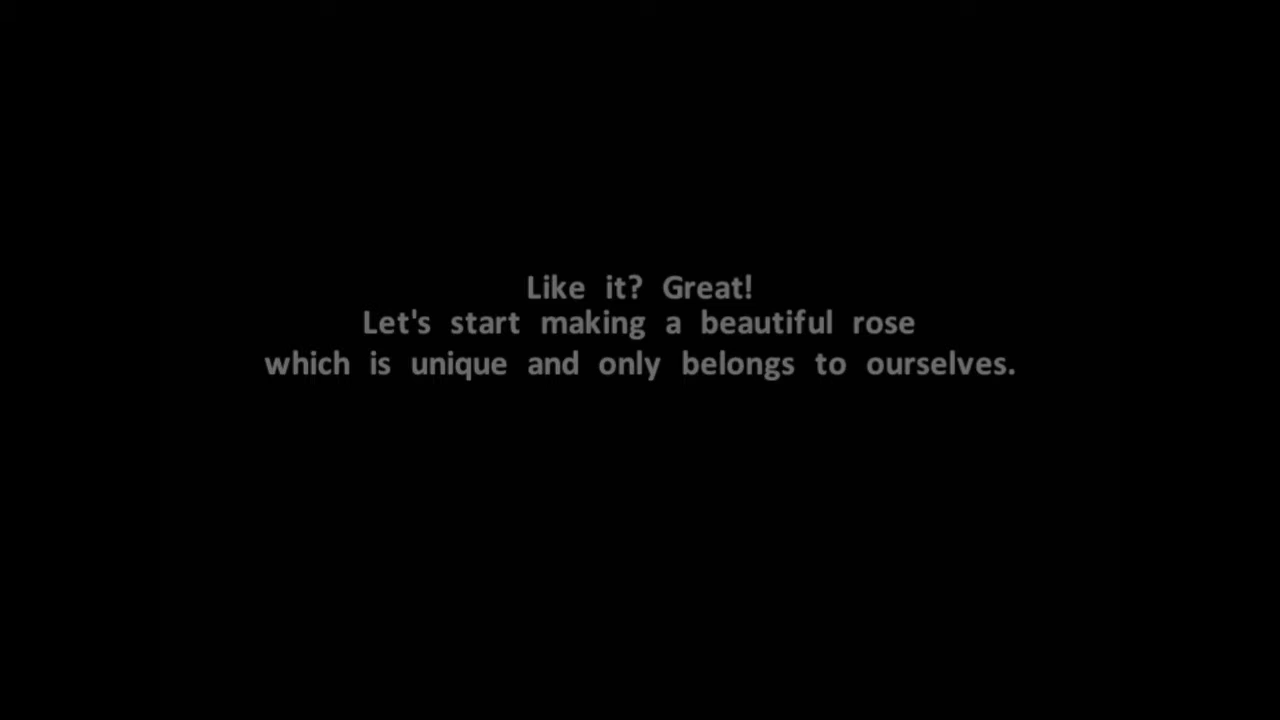 Like it? Great!
Let's start making a beautiful rose
which is unique and only belongs to ourselves.